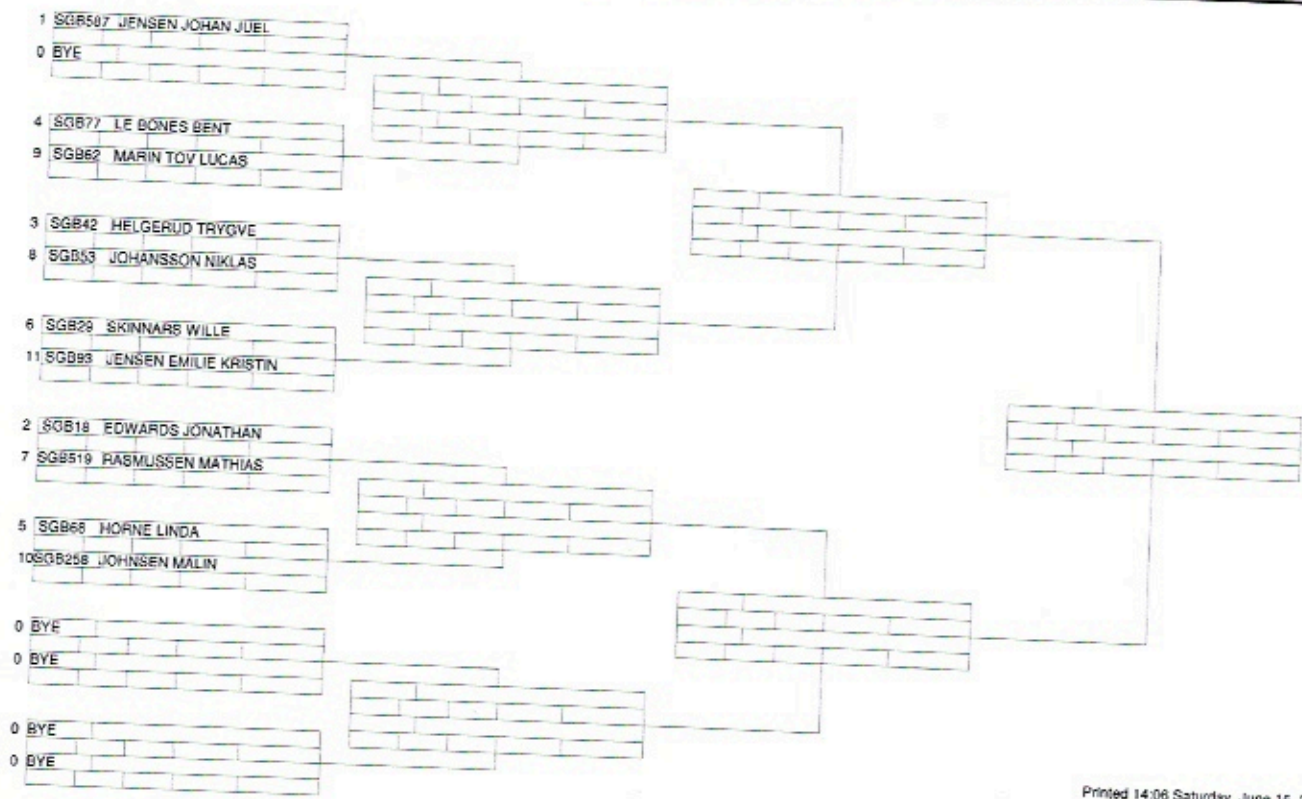 1 SGB587 JENSEN JOHAN JUEL
0 BYE
4 SGB77 LE BONES BENT
9 SGB62 MARIN TOV LUCAS
3 SGB42 HELGERUD TRYGVE
8 SGB53 JOHANSSON NIKLAS
6 SGB29 SKINNARS WILLE
11 SGB93 JENSEN EMILIE KRISTIN
2 SGB18 EDWARDS JONATHAN
7 SGB519 RASMUSSEN MATHIAS
5 SGB68 HORNE LINDA
10 SGB258 JOHNSEN MALIN
0 BYE
0 BYE
0 BYE
0 BYE
Printed 14:06 Saturday, June 15,